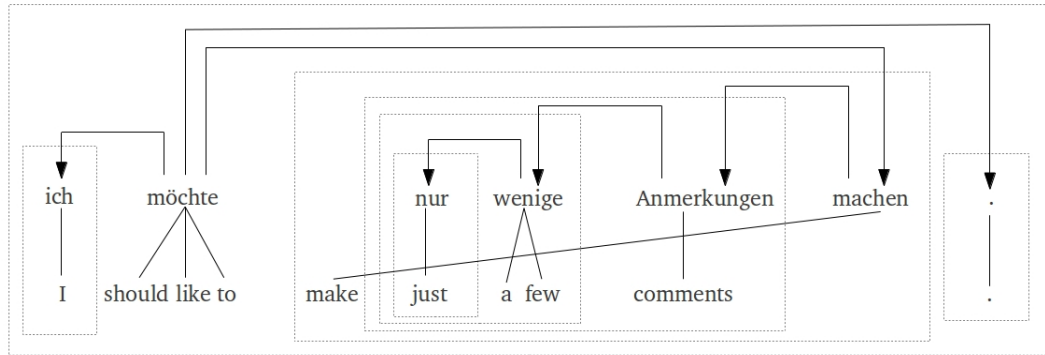 ich möchte nur wenige Anmerkungen machen .
I should like to make just a few comments .